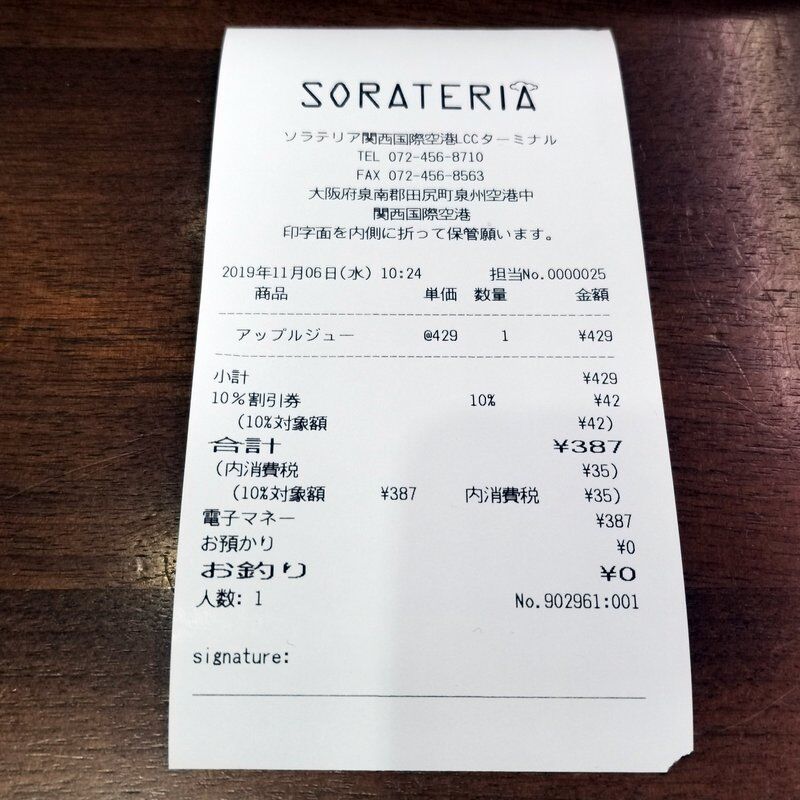 SORATERIA
ソラテリア関西国際空港LCCターミナル
TEL 072-456-8710
FAX 072-456-8563
大阪府泉南郡田尻町泉州空港中
関西国際空港
印字面を内側に折って保管願います。
2019年11月06日(水) 10:24 担当No.0000025
商品 単価 数量 金額
アップルジュー @429 1 ¥429
小計 ¥429
10%割引券 10% ¥42
(10%対象額 ¥42)
合計 ¥387
(内消費税 ¥35)
(10%対象額 ¥387 内消費税 ¥35)
電子マネー ¥387
お預かり ¥0
お釣り ¥0
人数: 1 No.902961:001
signature: